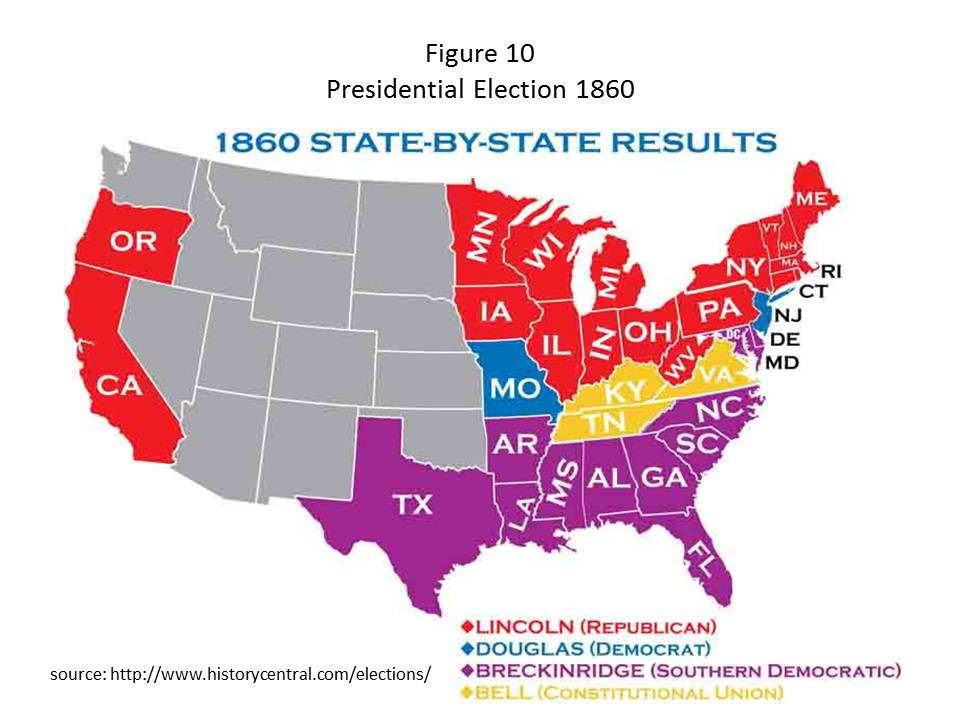 Figure 10
Presidential Election 1860
1860 STATE-BY-STATE RESULTS
ME
VT
OR
MN
WI
NH
MI
MA
NY
RI
CT
IA
PA
NJ
OH
IL
IN
DC
DE
MD
WV
VA
CA
MO
KY
NC
TN
AR
SC
MS
AL
GA
TX
LA
FL
◆LINCOLN (REPUBLICAN)
◆DOUGLAS (DEMOCRAT)
◆BRECKINRIDGE (SOUTHERN DEMOCRATIC)
◆BELL (CONSTITUTIONAL UNION)
source: http://www.historycentral.com/elections/